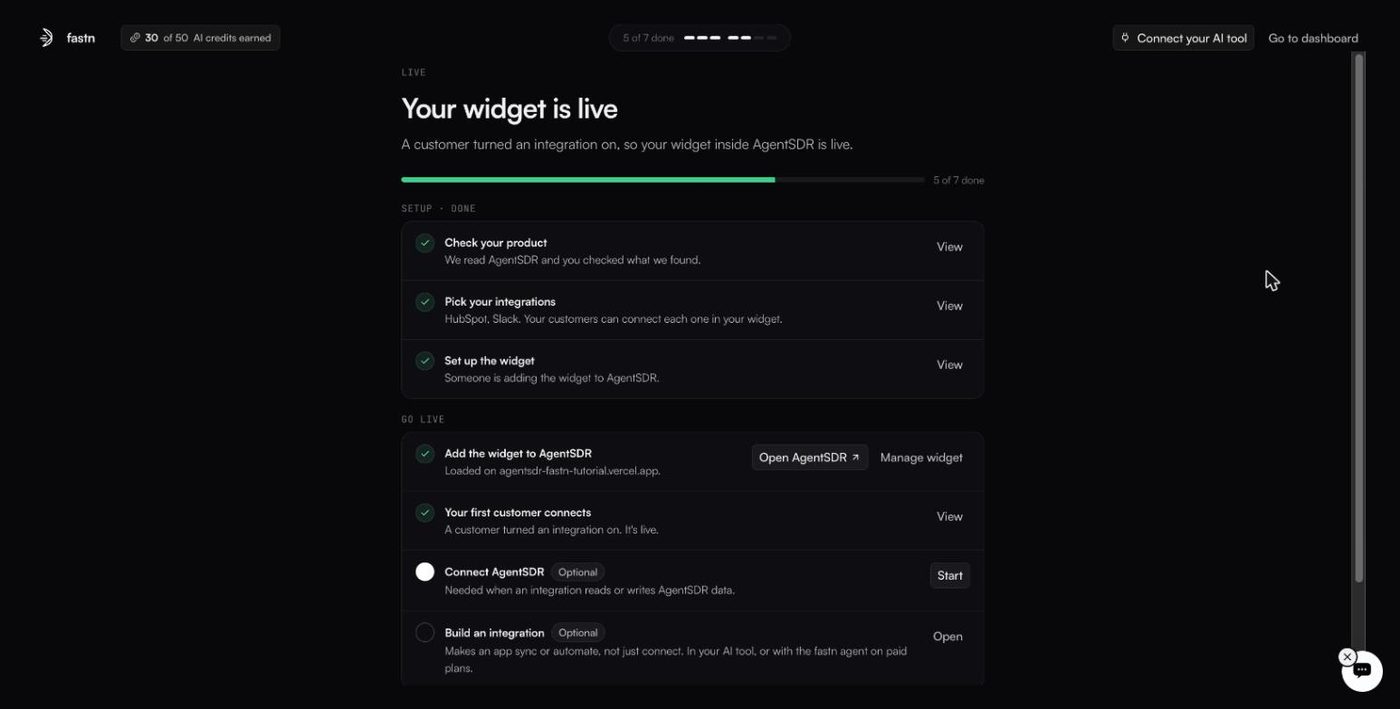 fastn
30 of 50 AI credits earned
5 of 7 done
Connect your AI tool
Go to dashboard
LIVE
Your widget is live
A customer turned an integration on, so your widget inside AgentSDR is live.
5 of 7 done
SETUP · DONE
Check your product
We read AgentSDR and you checked what we found.
View
Pick your integrations
HubSpot, Slack. Your customers can connect each one in your widget.
View
Set up the widget
Someone is adding the widget to AgentSDR.
View
GO LIVE
Add the widget to AgentSDR
Loaded on agentsdr-fastn-tutorial.vercel.app.
Open AgentSDR ↗
Manage widget
Your first customer connects
A customer turned an integration on. It's live.
View
Connect AgentSDR Optional
Needed when an integration reads or writes AgentSDR data.
Start
Build an integration Optional
Makes an app sync or automate, not just connect. In your AI tool, or with the fastn agent on paid
plans.
Open